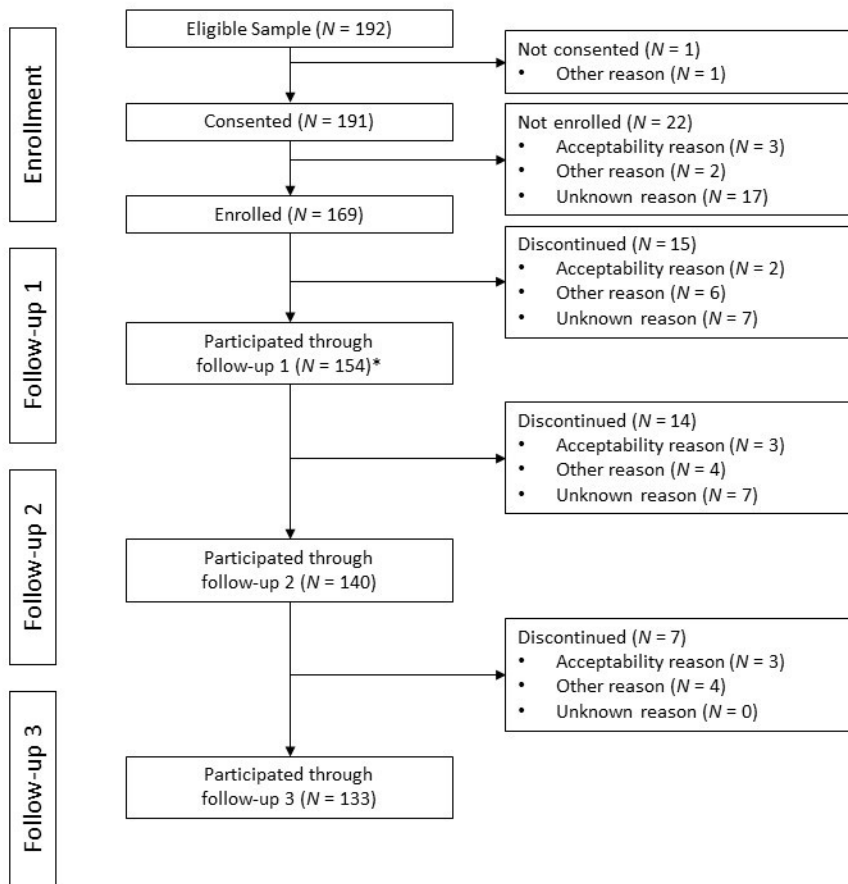 Enrollment
Eligible Sample (N = 192)
Not consented (N = 1)
• Other reason (N = 1)
Consented (N = 191)
Not enrolled (N = 22)
• Acceptability reason (N = 3)
• Other reason (N = 2)
• Unknown reason (N = 17)
Enrolled (N = 169)
Follow-up 1
Discontinued (N = 15)
• Acceptability reason (N = 2)
• Other reason (N = 6)
• Unknown reason (N = 7)
Participated through
follow-up 1 (N = 154)*
Follow-up 2
Discontinued (N = 14)
• Acceptability reason (N = 3)
• Other reason (N = 4)
• Unknown reason (N = 7)
Participated through
follow-up 2 (N = 140)
Follow-up 3
Discontinued (N = 7)
• Acceptability reason (N = 3)
• Other reason (N = 4)
• Unknown reason (N = 0)
Participated through
follow-up 3 (N = 133)